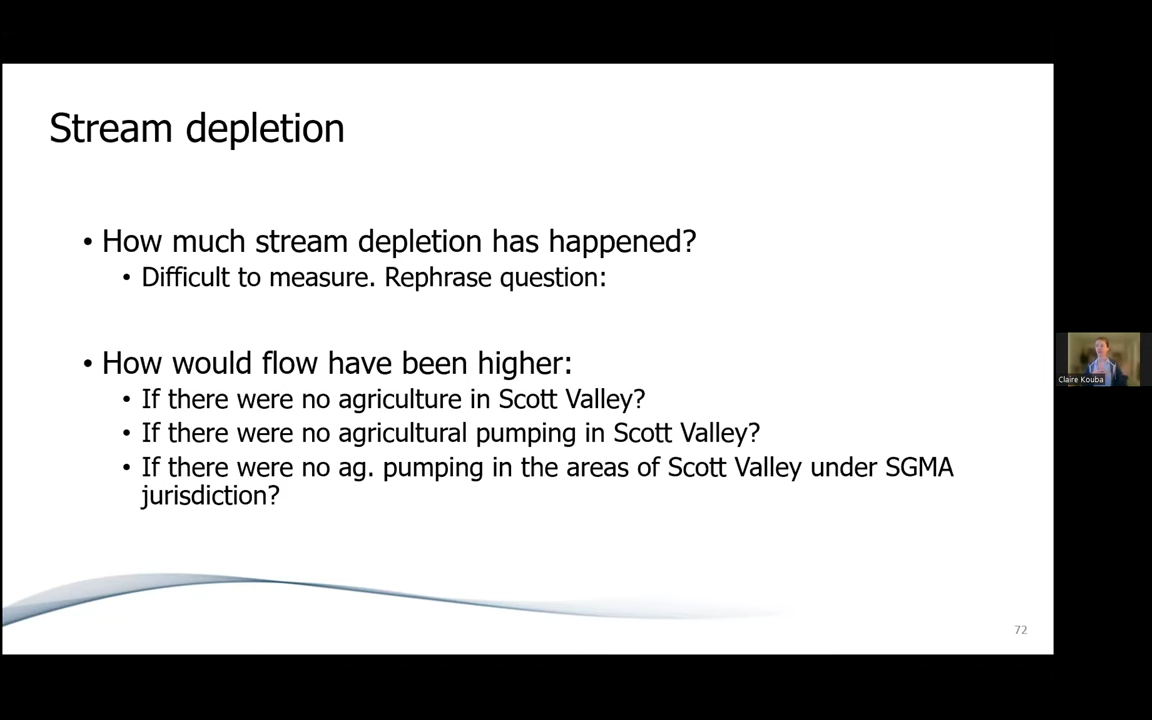 Stream depletion
• How much stream depletion has happened?
• Difficult to measure. Rephrase question:
• How would flow have been higher:
• If there were no agriculture in Scott Valley?
• If there were no agricultural pumping in Scott Valley?
• If there were no ag. pumping in the areas of Scott Valley under SGMA
jurisdiction?
Claire Kouba
72